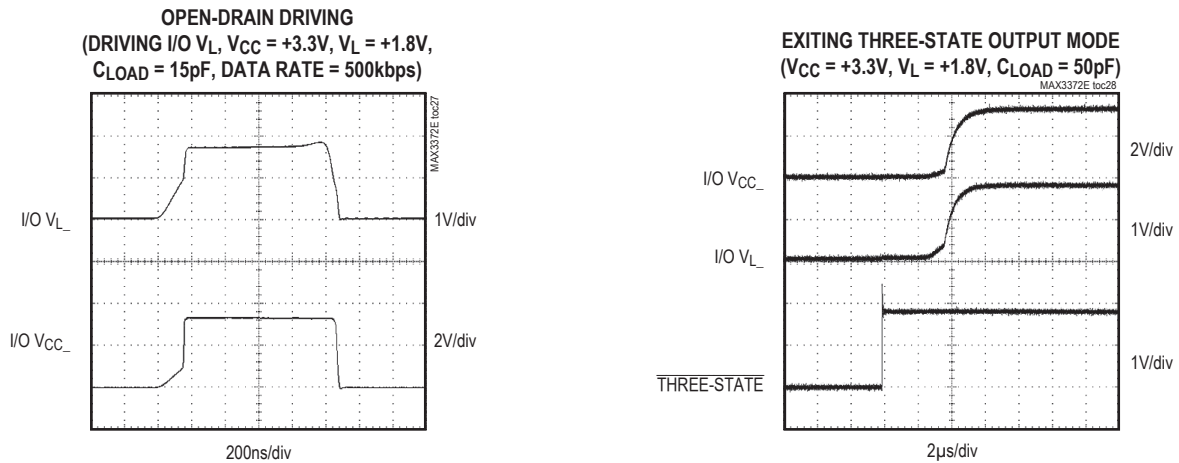 OPEN-DRAIN DRIVING
(DRIVING I/O VL, VCC = +3.3V, VL = +1.8V,
CLOAD = 15pF, DATA RATE = 500kbps)
MAX3372E toc27
I/O VL_
1V/div
I/O VCC_
2V/div
200ns/div
EXITING THREE-STATE OUTPUT MODE
(VCC = +3.3V, VL = +1.8V, CLOAD = 50pF)
MAX3372E toc28
I/O VCC_
2V/div
I/O VL_
1V/div
THREE-STATE
1V/div
2µs/div